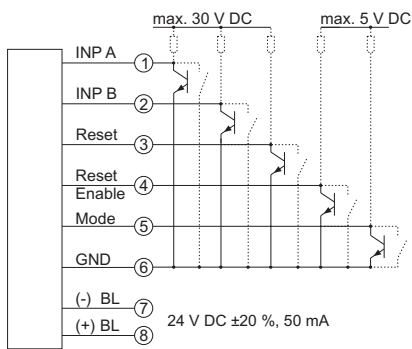 max. 30 V DC
max. 5 V DC
INP A
1
INP B
2
Reset
3
Reset
Enable
4
Mode
5
GND
6
(-) BL
7
24 V DC ±20 %, 50 mA
(+) BL
8